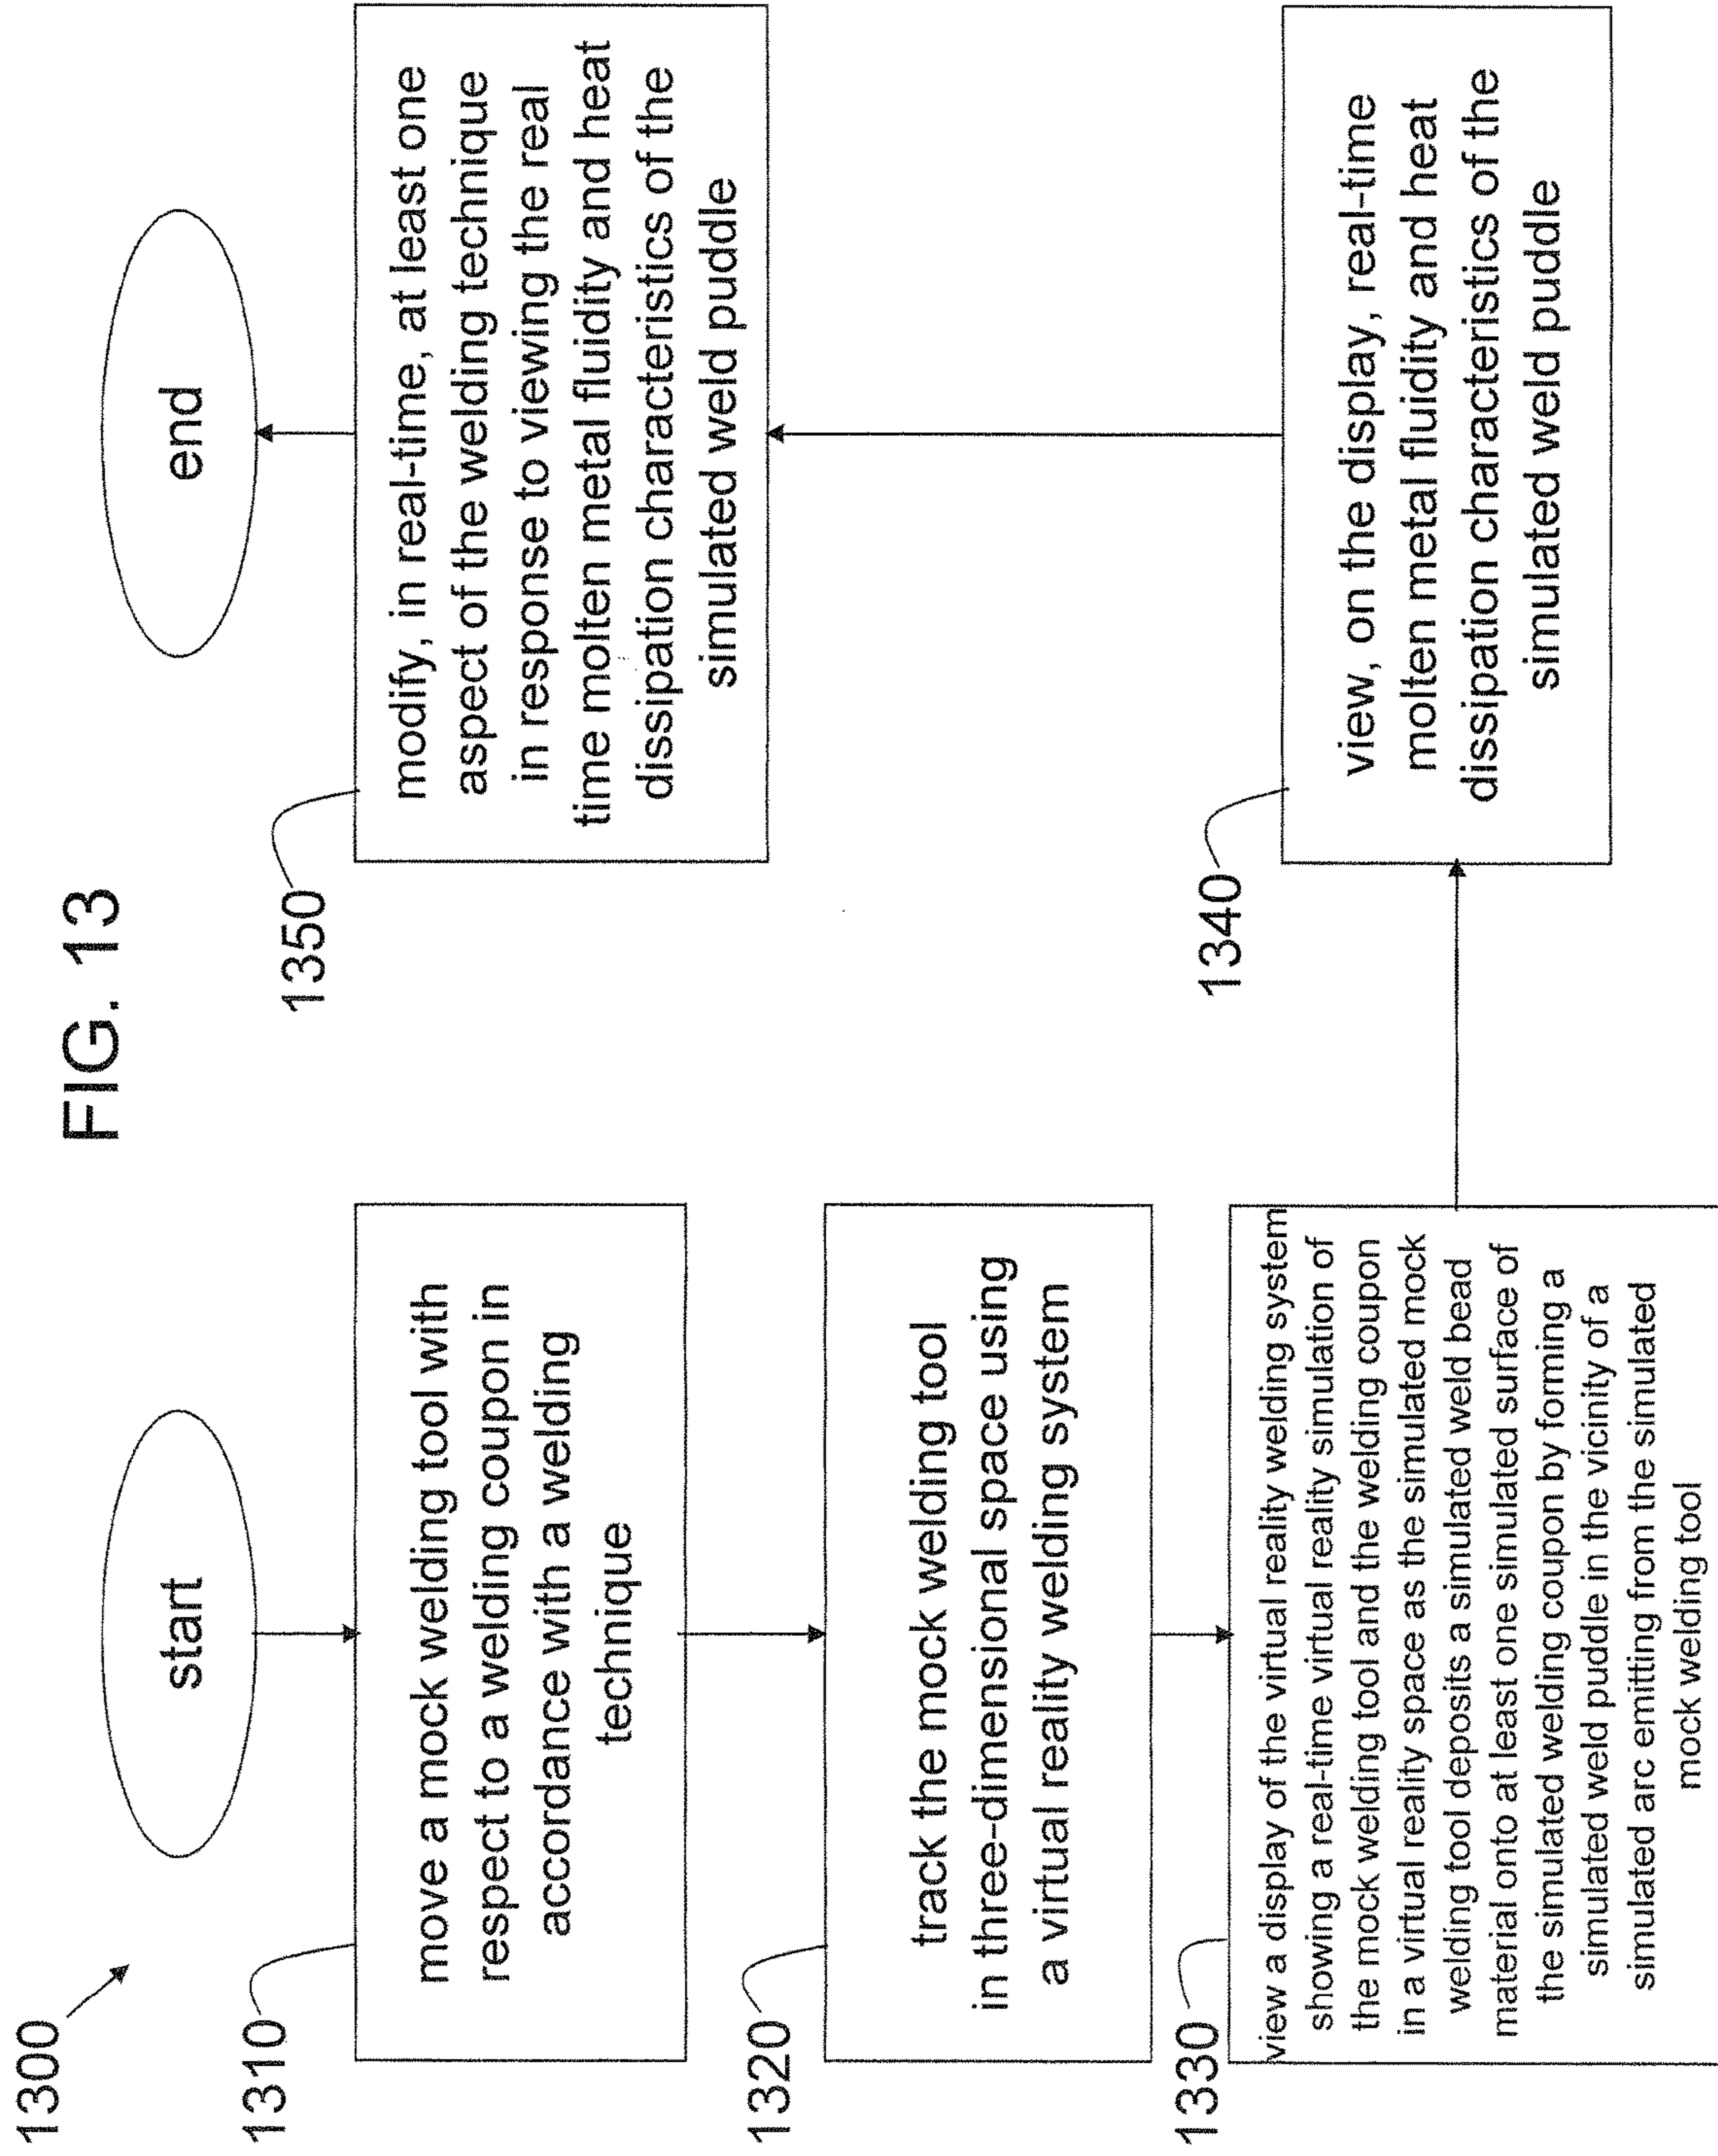 FIG. 13
1300
start
1310
move a mock welding tool with
respect to a welding coupon in
accordance with a welding
technique
1320
track the mock welding tool
in three-dimensional space using
a virtual reality welding system
1330
view a display of the virtual reality welding system
showing a real-time virtual reality simulation of
the mock welding tool and the welding coupon
in a virtual reality space as the simulated mock
welding tool deposits a simulated weld bead
material onto at least one simulated surface of
the simulated welding coupon by forming a
simulated weld puddle in the vicinity of a
simulated arc emitting from the simulated
mock welding tool
1340
view, on the display, real-time
molten metal fluidity and heat
dissipation characteristics of the
simulated weld puddle
1350
modify, in real-time, at least one
aspect of the welding technique
in response to viewing the real
time molten metal fluidity and heat
dissipation characteristics of the
simulated weld puddle
end